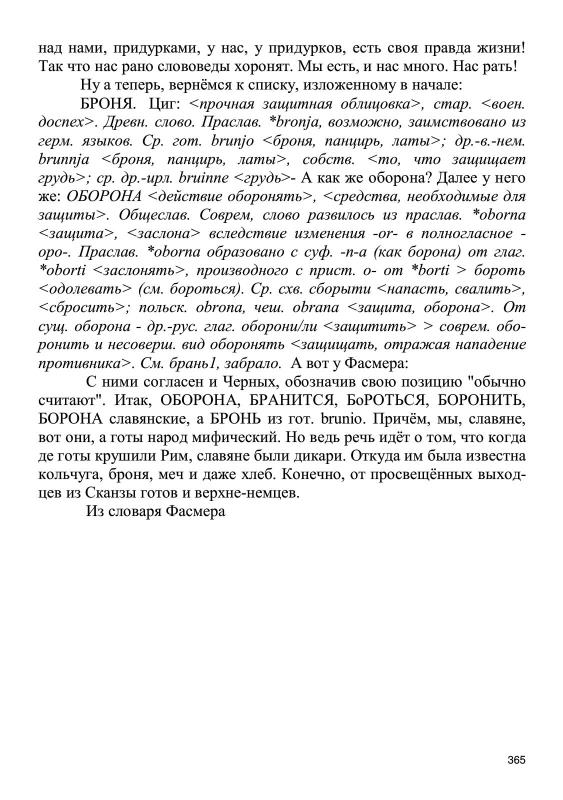 над нами, придурками, у нас, у придурков, есть своя правда жизни!
Так что нас рано слововеды хоронят. Мы есть, и нас много. Нас рать!
Ну а теперь, вернёмся к списку, изложенному в начале:
БРОНЯ. Циг: <прочная защитная облицовка>, стар. <воен.
доспех>. Древн. слово. Праслав. *bronja, возможно, заимствовано из
герм. языков. Ср. гот. brunjo <броня, панцирь, латы>; др.-в.-нем.
brunnja <броня, панцирь, латы>, собств. <то, что защищает
грудь>; ср. др.-ирл. bruinne <грудь>- А как же оборона? Далее у него
же: ОБОРОНА <действие оборонять>, <средства, необходимые для
защиты>. Общеслав. Соврем, слово развилось из праслав. *oborna
<защита>, <заслона> вследствие изменения -or- в полногласное -
оро-. Праслав. *oborna образовано с суф. -n-a (как борона) от глаг.
*oborti <заслонять>, производного с прист. о- от *borti > бороть
<одолевать> (см. бороться). Ср. схв. сборыти <напасть, свалить>,
<сбросить>; польск. obrona, чеш. obrana <защита, оборона>. От
сущ. оборона - др.-рус. глаг. оборони/ли <защитить> > соврем. обо-
ронить и несоверш. вид оборонять <защищать, отражая нападение
противника>. См. брань1, забрало. А вот у Фасмера:
С ними согласен и Черных, обозначив свою позицию "обычно
считают". Итак, ОБОРОНА, БРАНИТСЯ, БоРОТЬСЯ, БОРОНИТЬ,
БОРОНА славянские, а БРОНЬ из гот. brunio. Причём, мы, славяне,
вот они, а готы народ мифический. Но ведь речь идёт о том, что когда
де готы крушили Рим, славяне были дикари. Откуда им была известна
кольчуга, броня, меч и даже хлеб. Конечно, от просвещённых выход-
цев из Сканзы готов и верхне-немцев.
Из словаря Фасмера
365